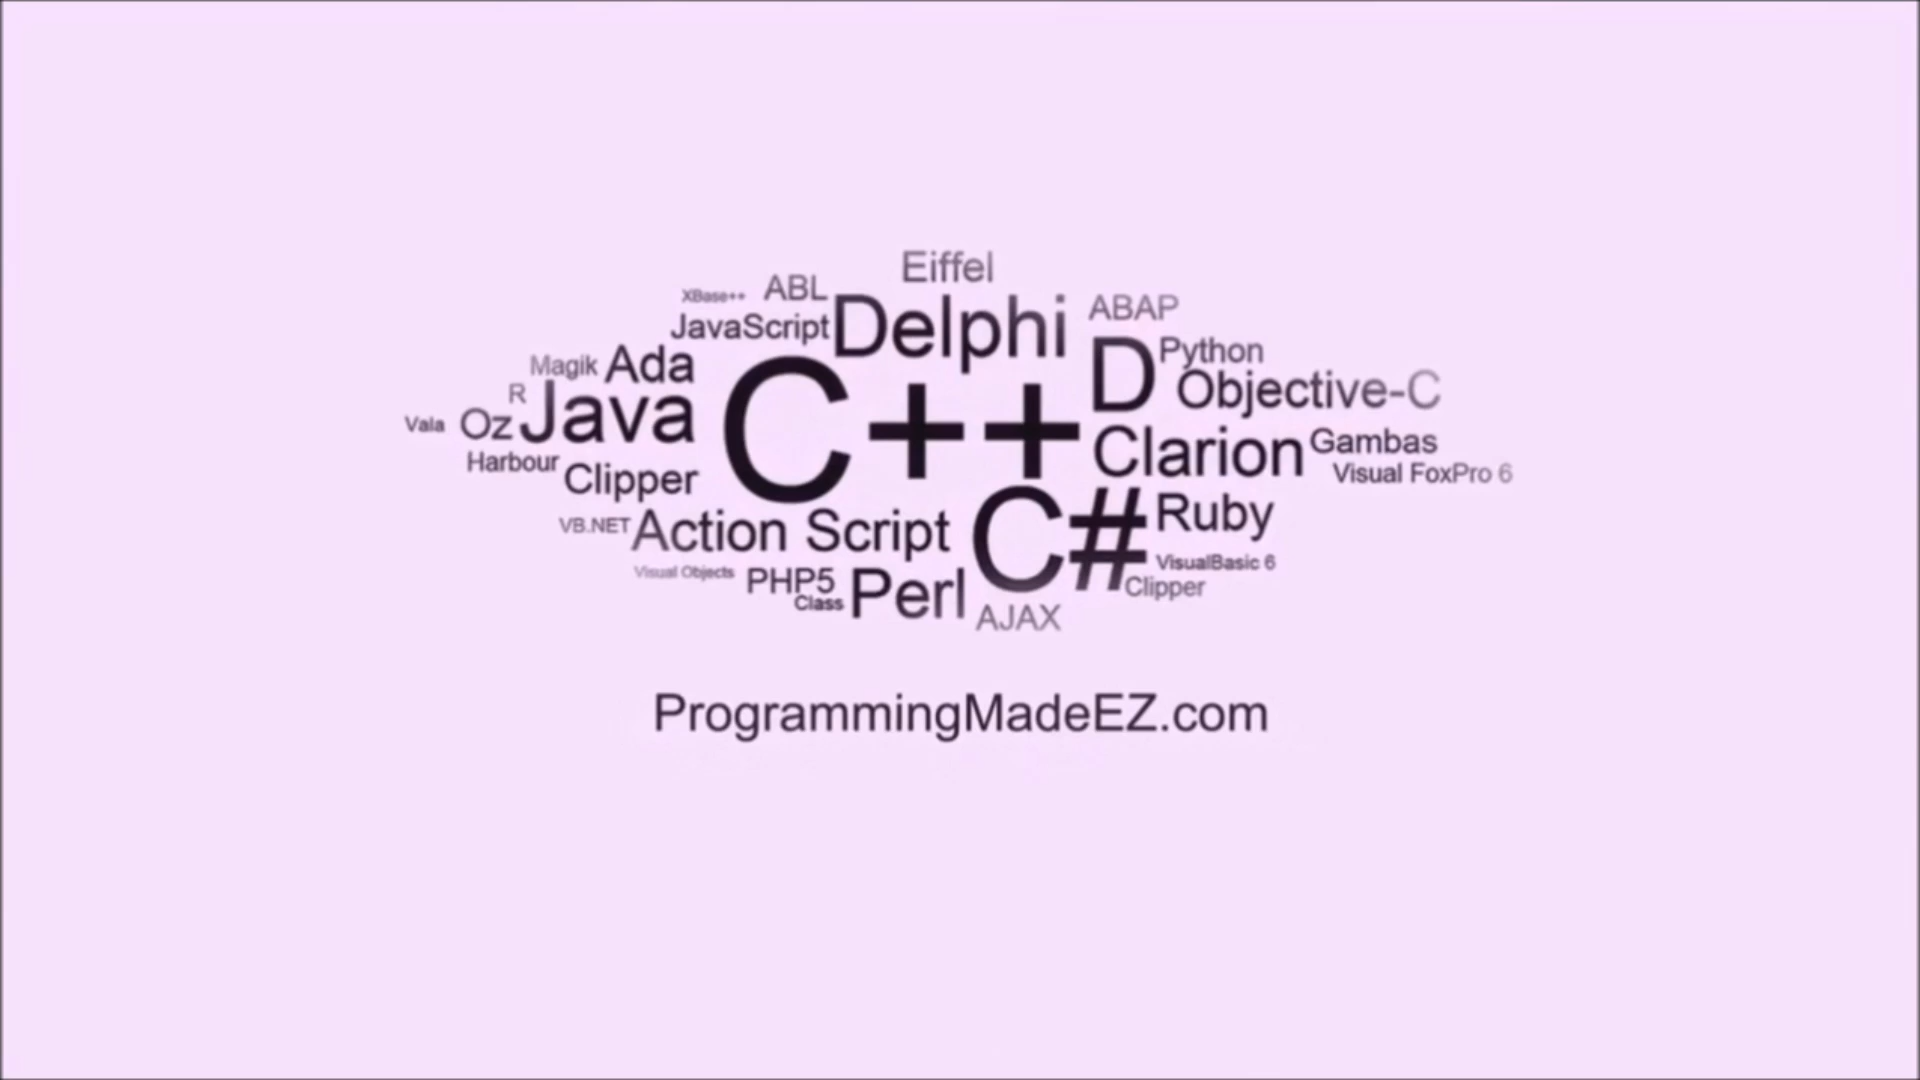 Eiffel
XBase++ ABL
Delphi
ABAP
JavaScript
Python
Magik Ada
D
Objective-C
R
Java
C++
Vala Oz
Clarion Gambas
Harbour
Clipper
Visual FoxPro 6
VB.NET Action Script
C#
Ruby
VisualBasic 6
Visual Objects PHP5
Perl
Clipper
Class
AJAX
ProgrammingMadeEZ.com